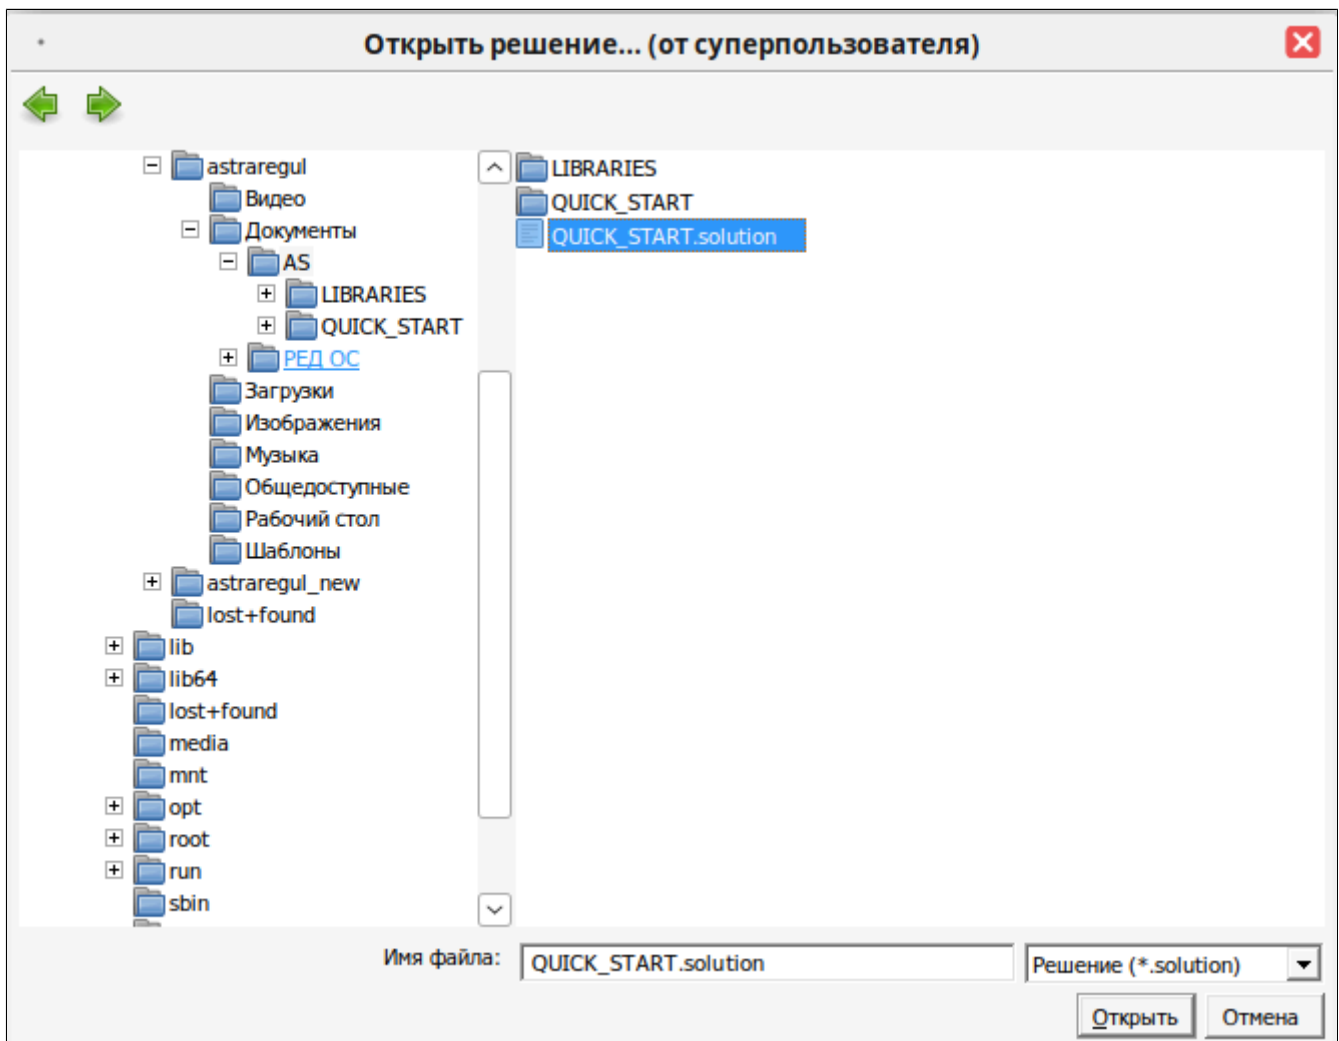 Открыть решение... (от суперпользователя)
astraregul
Видео
Документы
AS
LIBRARIES
QUICK_START
РЕД ОС
Загрузки
Изображения
Музыка
Общедоступные
Рабочий стол
Шаблоны
astraregul_new
lost+found
lib
lib64
lost+found
media
mnt
opt
root
run
sbin
LIBRARIES
QUICK_START
QUICK_START.solution
Имя файла: QUICK_START.solution Решение (*.solution)
Открыть Отмена